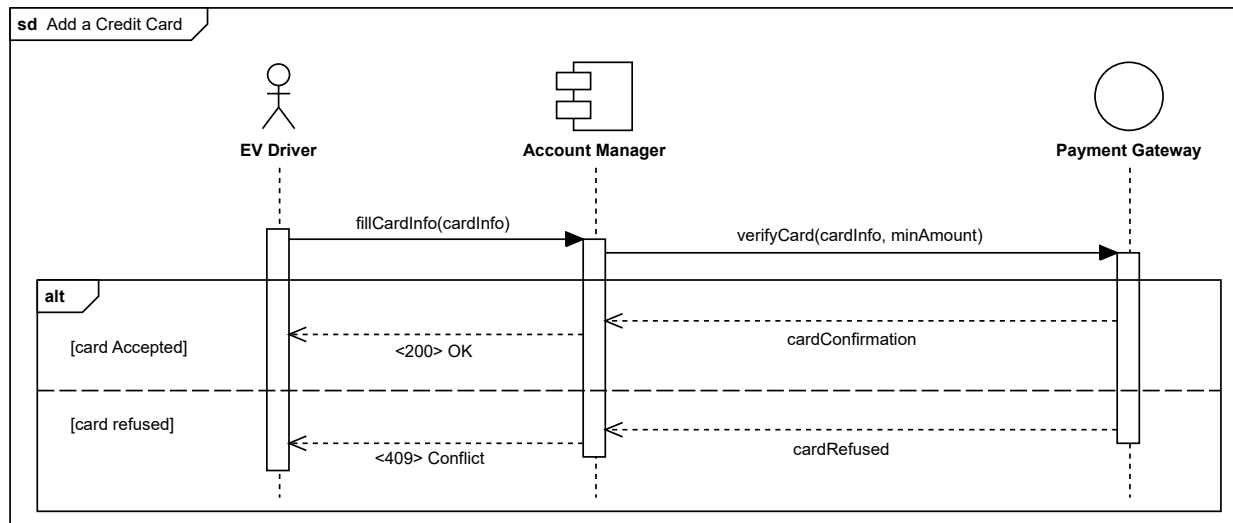 sd Add a Credit Card
EV Driver
Account Manager
Payment Gateway
fillCardInfo(cardInfo)
verifyCard(cardInfo, minAmount)
alt
[card Accepted]
cardConfirmation
<200> OK
[card refused]
cardRefused
<409> Conflict